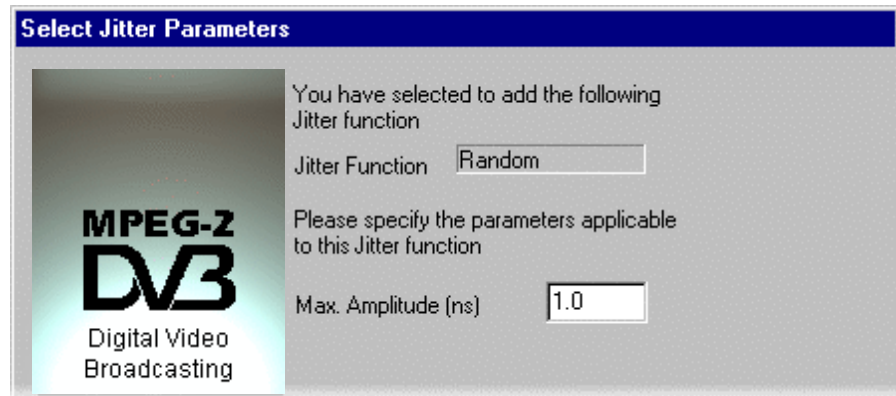 Select Jitter Parameters
You have selected to add the following
Jitter function
Jitter Function Random
Please specify the parameters applicable
to this Jitter function
Max. Amplitude (ns) 1.0
MPEG-2
DVB
Digital Video
Broadcasting